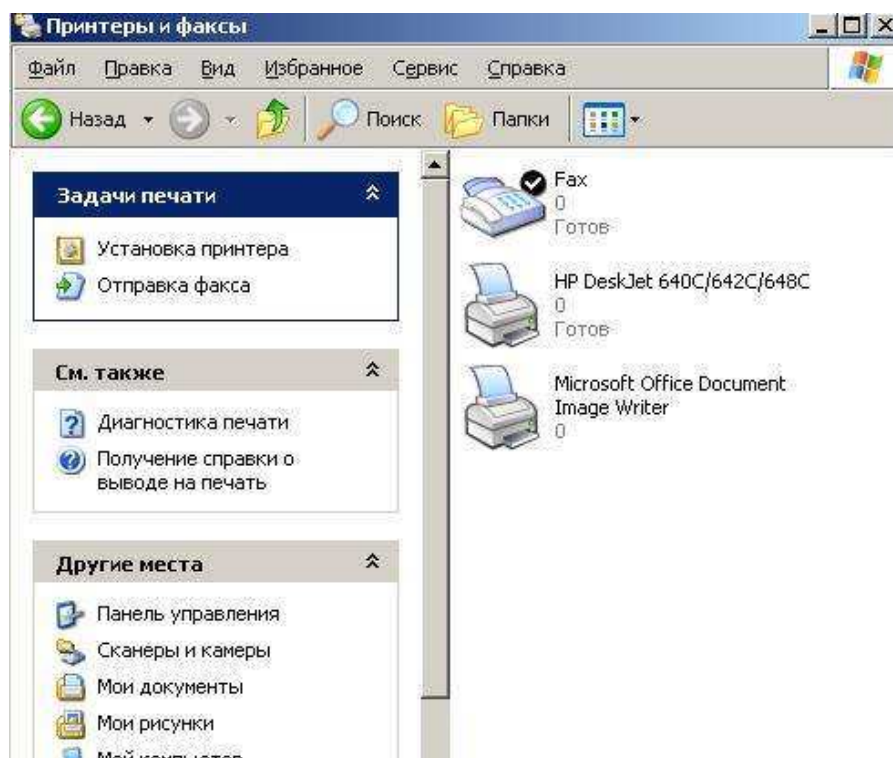 Принтеры и факсы
Файл Правка Вид Избранное Сервис Справка
Назад Поиск Папки
Задачи печати
Установка принтера
Отправка факса
См. также
Диагностика печати
Получение справки о
выводе на печать
Другие места
Панель управления
Сканеры и камеры
Мои документы
Мои рисунки
Мой компьютер
Fax
0
Готов
HP DeskJet 640C/642C/648C
0
Готов
Microsoft Office Document
Image Writer
0